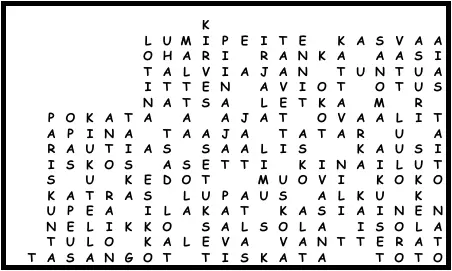 K
LUMIPEITE KASVAA
OHARI RANKA AASI
TALVIAJAN TUNTUA
ITTEN AVIOT OTUS
NATSA LETKA M R
POKATA A AJAT OVAALIT
APINA TAAJA TATAR U A
RAUTIAS SAALIS KAUSI
ISKOS ASETTI KINAILUT
S U KEDOT MUOVI KOKO
KATRAS LUPAUS ALKU K
UPEA ILAKAT KASIAINEN
NELIKKO SALSOLA ISOLA
TULO KALEVA VANTTERAT
TASANGOT TISKATA TOTO